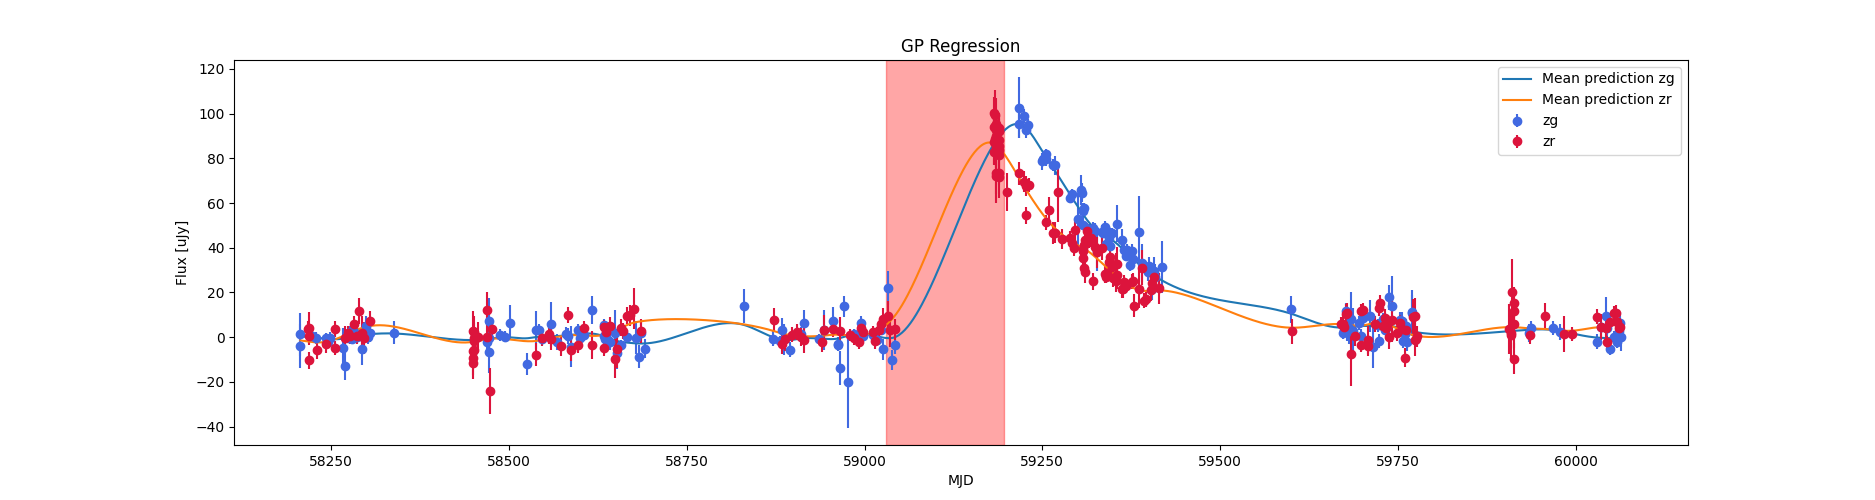 GP Regression
120
100
80
60
40
20
0
−20
−40
Flux [uJy]
58250
58500
58750
59000
59250
59500
59750
60000
MJD
Mean prediction zg
Mean prediction zr
zg
zr